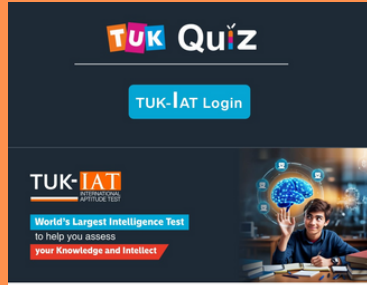 TUK Quiz
TUK-IAT Login
TUK-IAT
INTERNATIONAL
APTITUDE TEST
World's Largest Intelligence Test
to help you assess
your Knowledge and Intellect